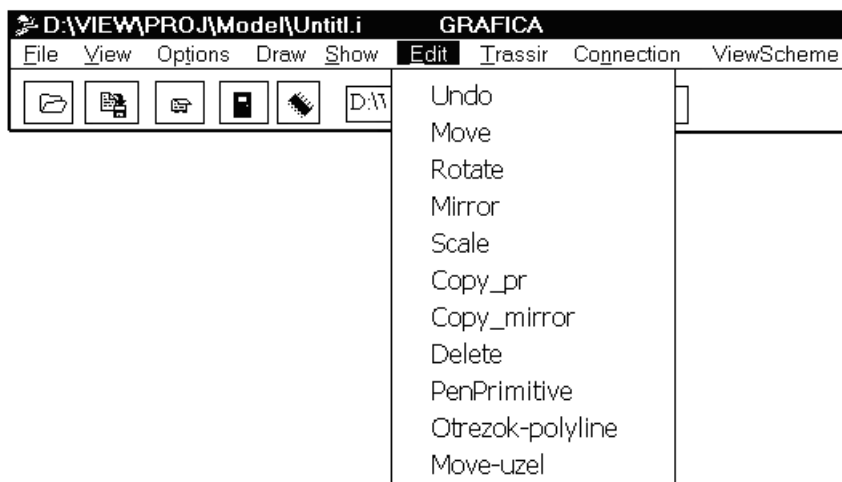 D:\VIEW\PROJ\Model\Untitl.i GRAFICA
File View Options Draw Show Edit Trassir Connection ViewScheme
D:\
Undo
Move
Rotate
Mirror
Scale
Copy_pr
Copy_mirror
Delete
PenPrimitive
Otrezok-polyline
Move-uzel